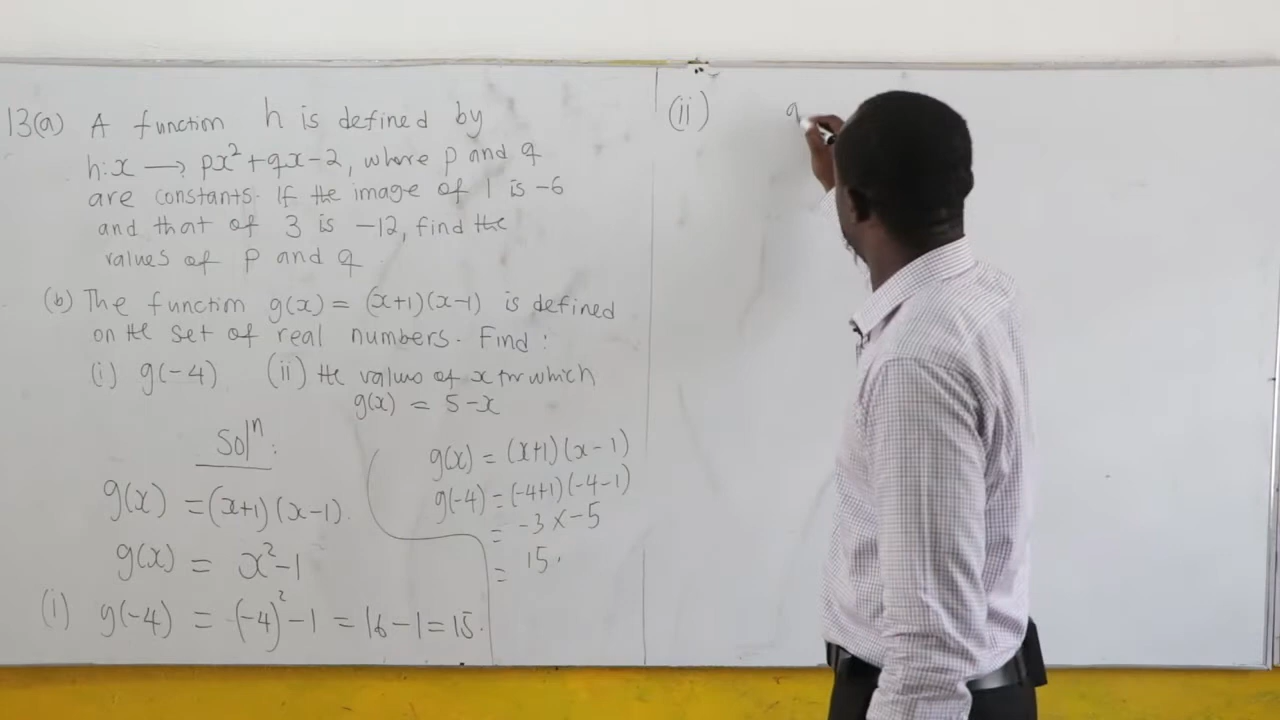 13(a) A function h is defined by
h:x → px²+qx-2, where p and q
are constants. If the image of 1 is -6
and that of 3 is -12, find the
values of p and q.
(b) The function g(x) = (x+1)(x-1) is defined
on the set of real numbers. Find:
(i) g(-4) (ii) the values of x for which
g(x) = 5-x
Solⁿ:
g(x) = (x+1)(x-1).
g(x) = x²-1
(i) g(-4) = (-4)²-1 = 16-1=15.
g(x) = (x+1)(x-1)
g(-4) = (-4+1)(-4-1)
= -3×-5
= 15.
(ii) g